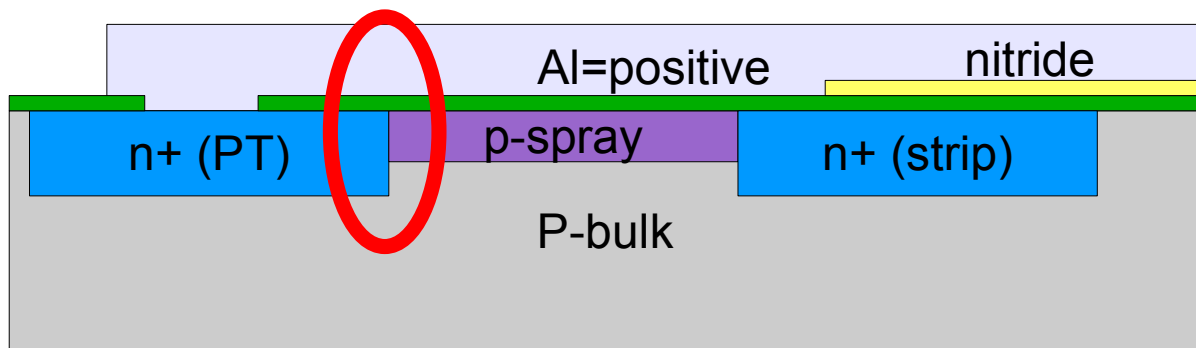 Al=positive
nitride
n+ (PT)
p-spray
n+ (strip)
P-bulk